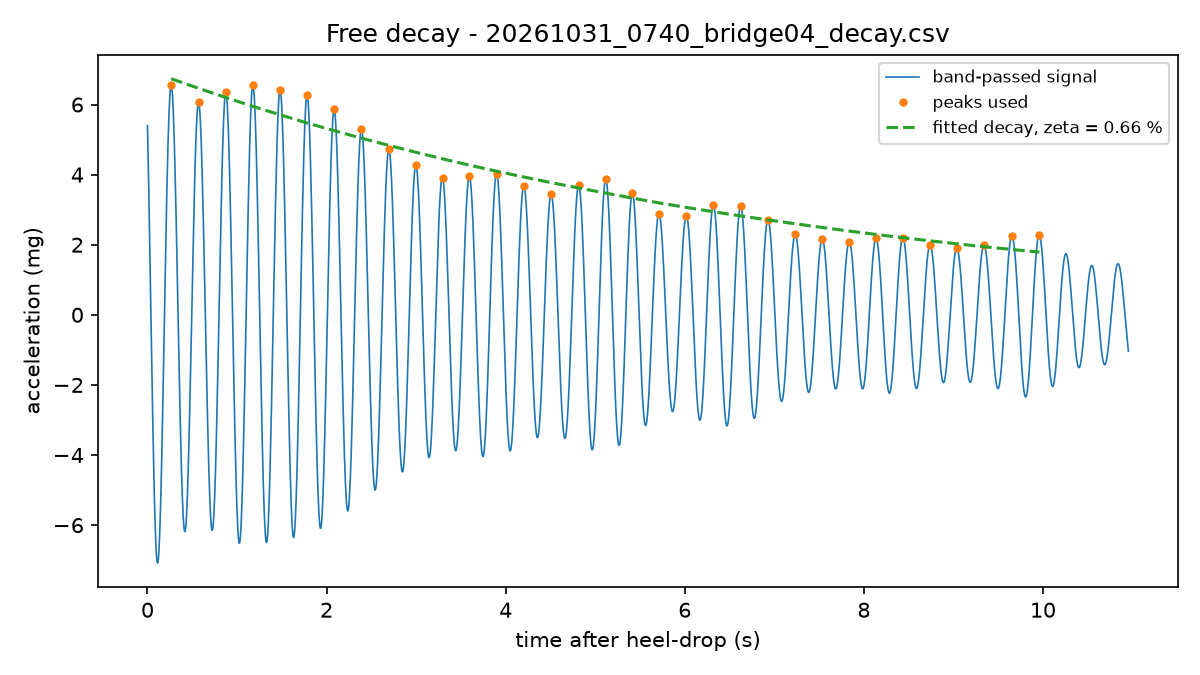 Free decay - 20261031_0740_bridge04_decay.csv
band-passed signal
peaks used
fitted decay, zeta = 0.66 %
acceleration (mg)
6
4
2
0
−2
−4
−6
0 2 4 6 8 10
time after heel-drop (s)